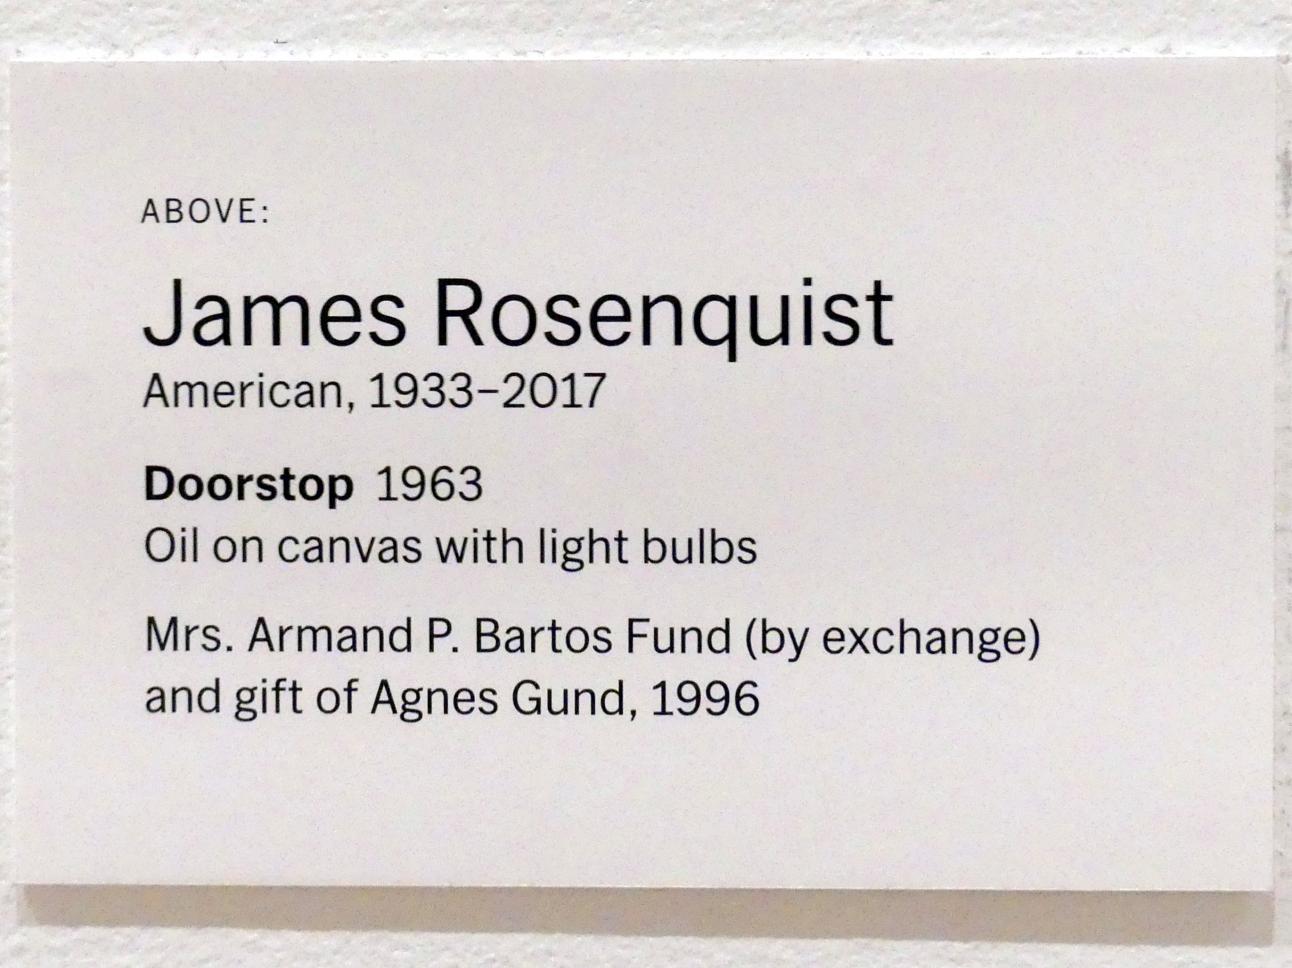 ABOVE:
James Rosenquist
American, 1933–2017
Doorstop 1963
Oil on canvas with light bulbs
Mrs. Armand P. Bartos Fund (by exchange)
and gift of Agnes Gund, 1996